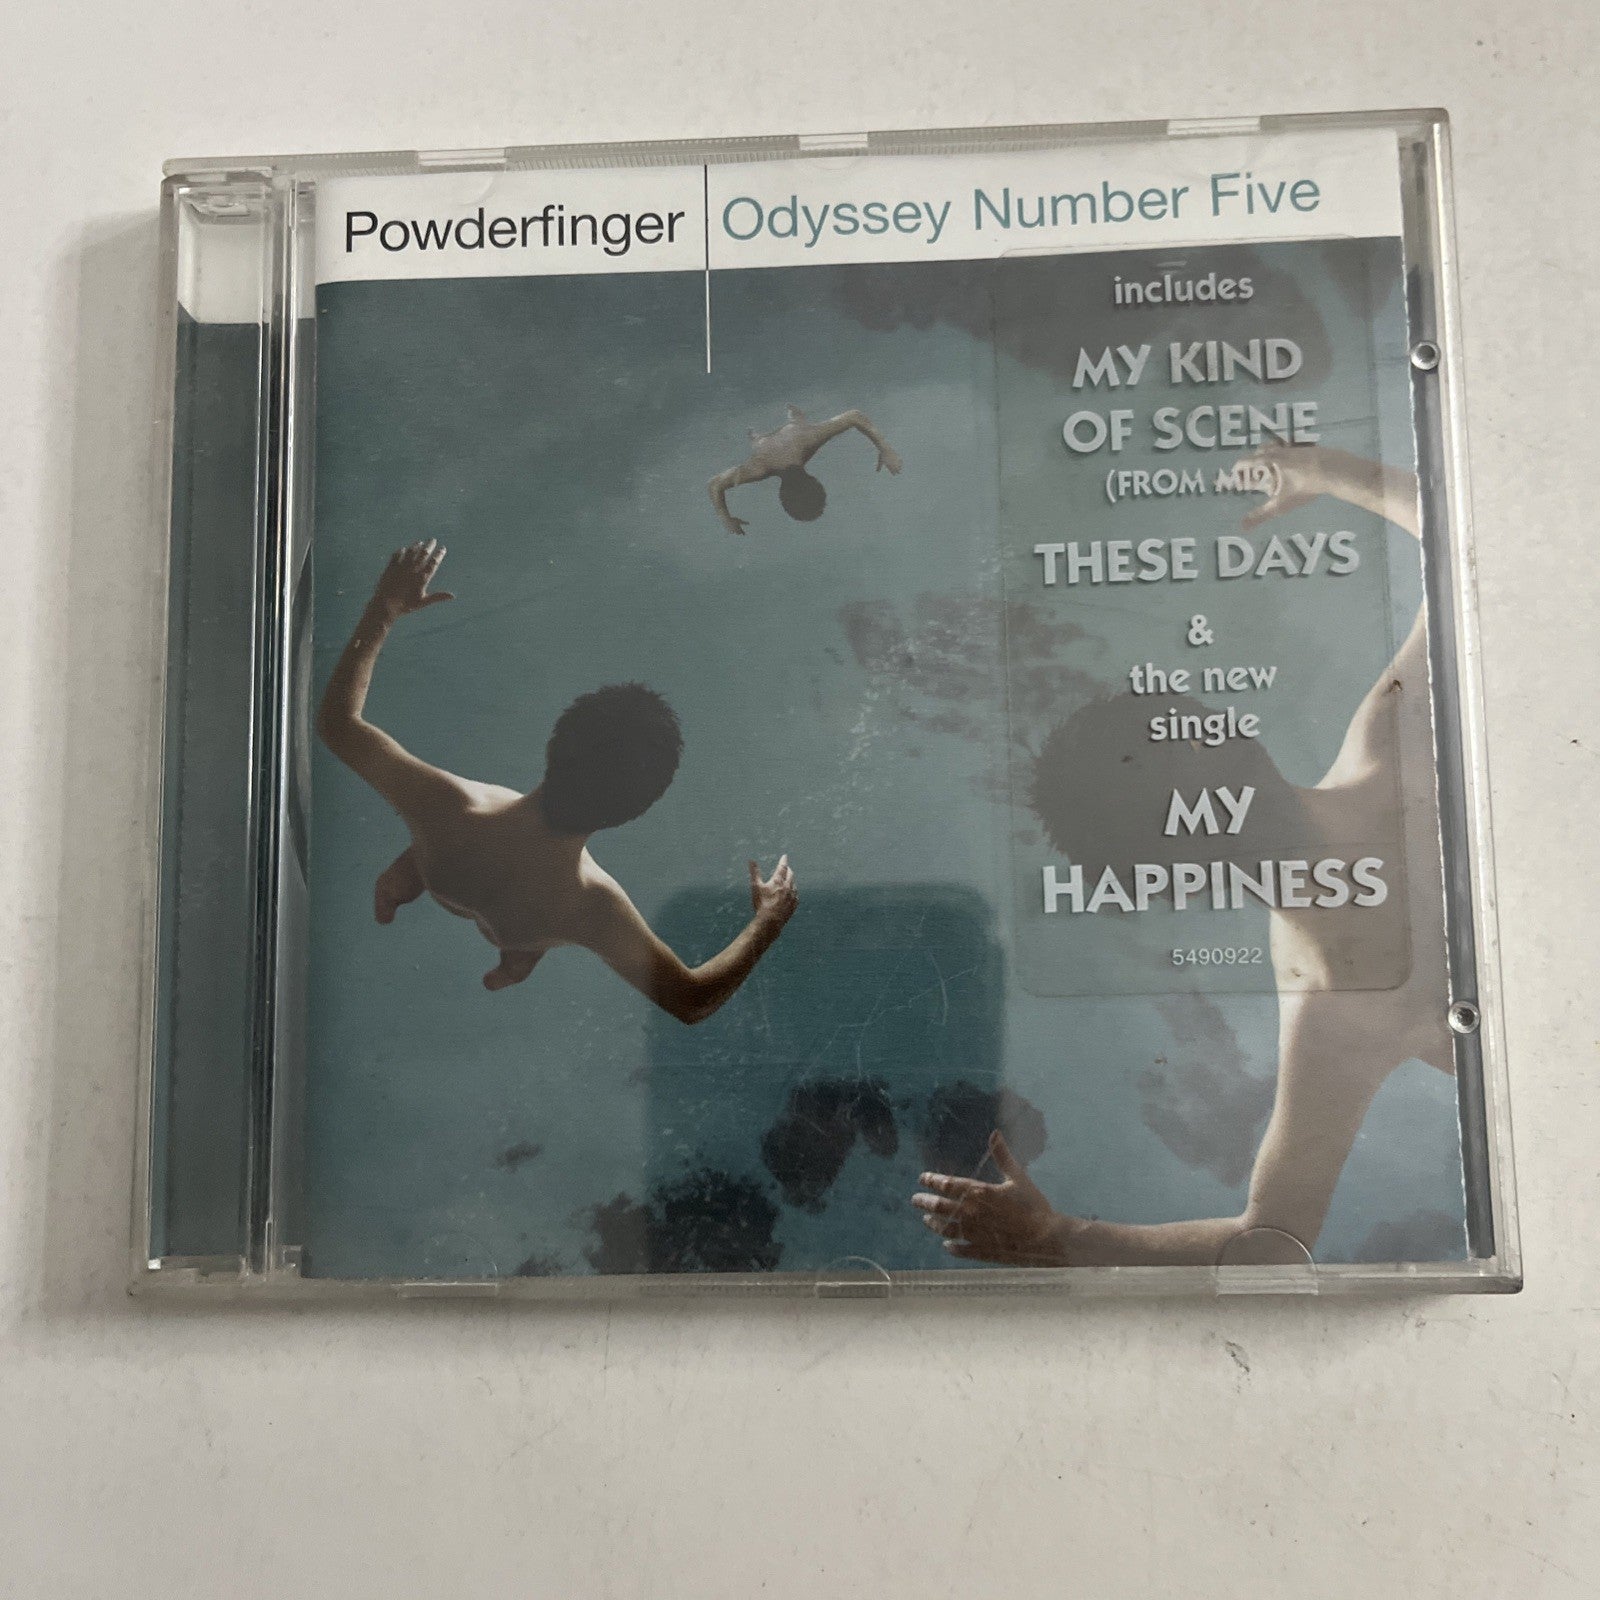 Powderfinger Odyssey Number Five
includes
MY KIND
OF SCENE
(FROM MI2)
THESE DAYS
&
the new
single
MY
HAPPINESS
5490922